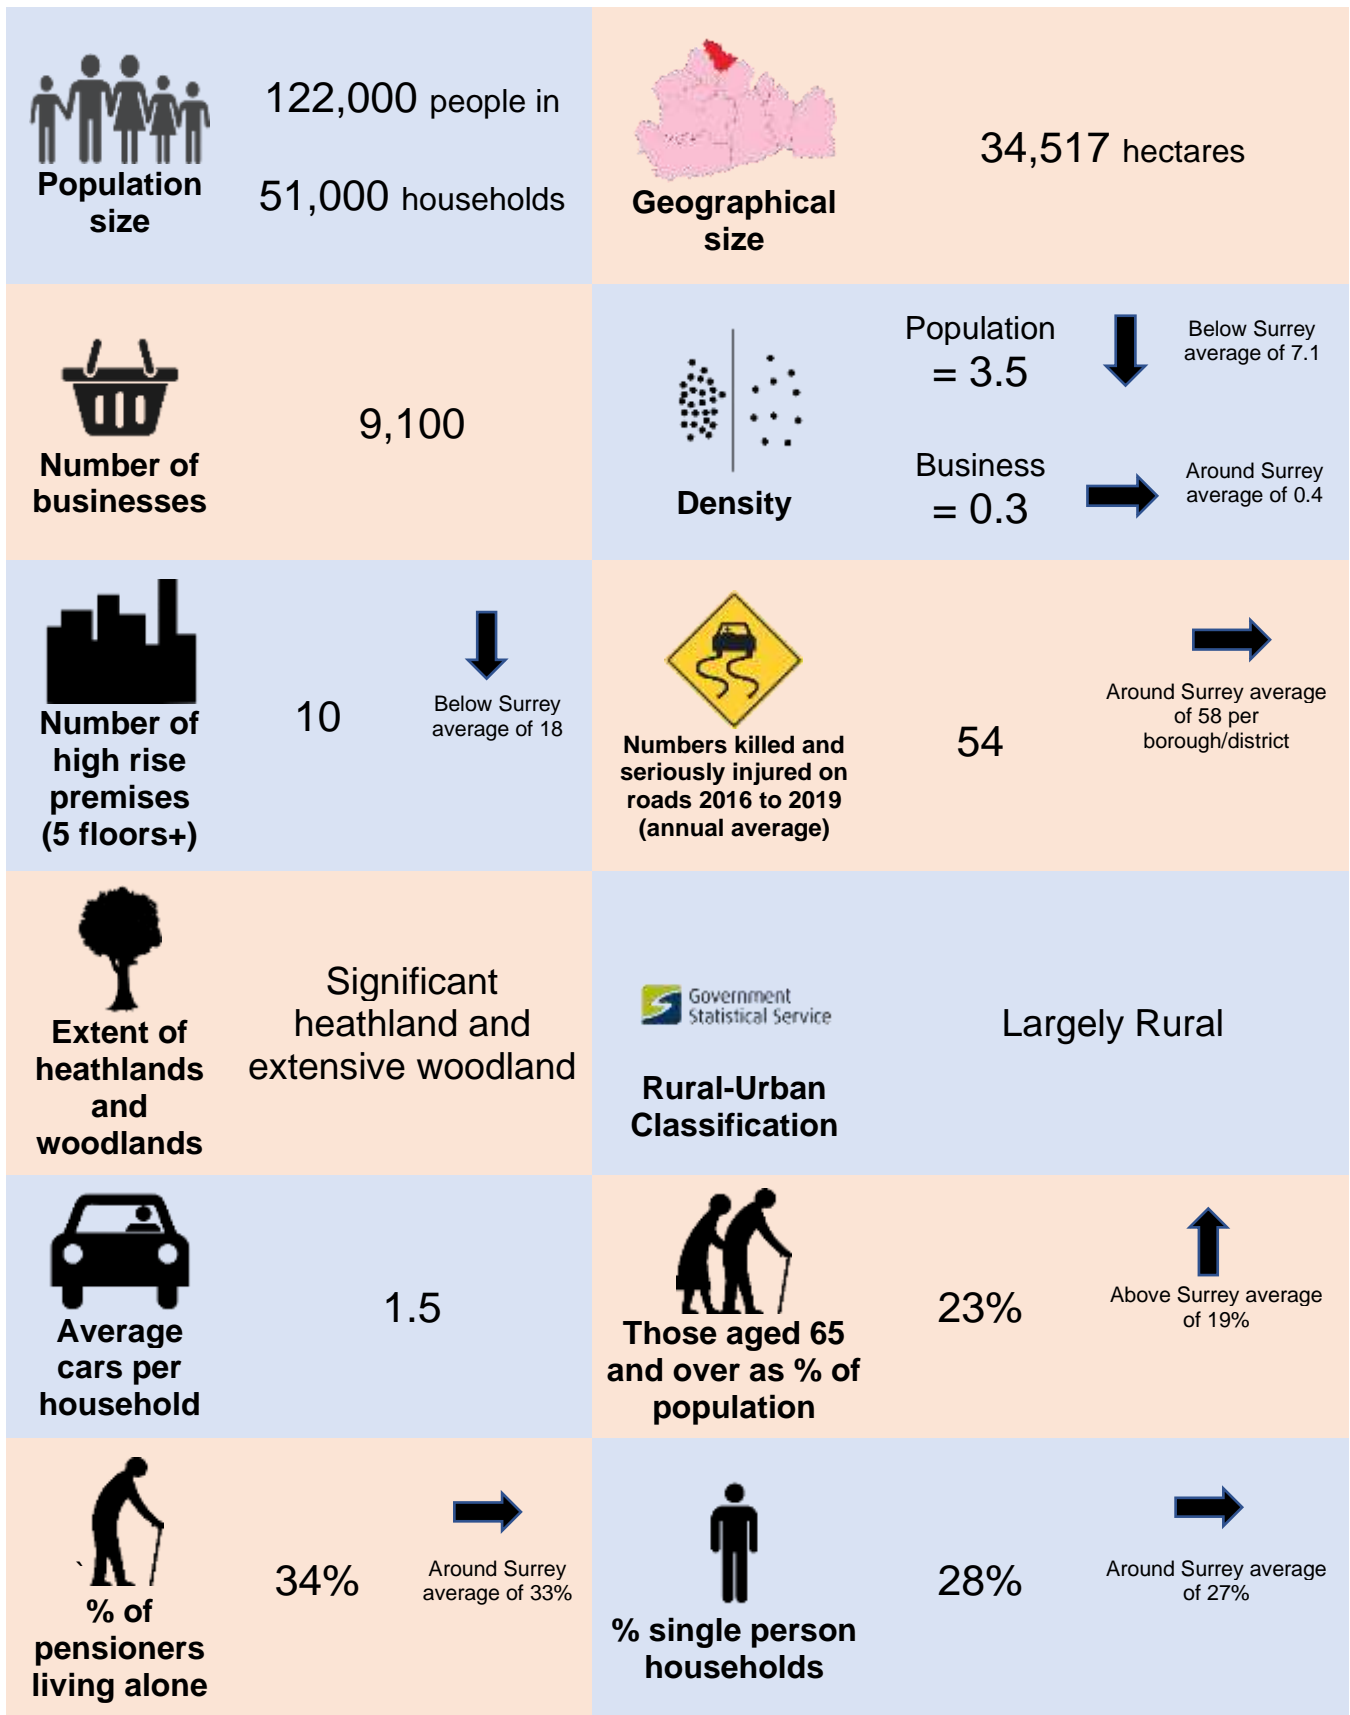 122,000 people in
51,000 households
Population
size
34,517 hectares
Geographical
size
9,100
Number of
businesses
Population
= 3.5
Below Surrey
average of 7.1
Business
= 0.3
Around Surrey
average of 0.4
Density
10
Below Surrey
average of 18
Number of
high rise
premises
(5 floors+)
54
Around Surrey average
of 58 per
borough/district
Numbers killed and
seriously injured on
roads 2016 to 2019
(annual average)
Significant
heathland and
extensive woodland
Extent of
heathlands
and
woodlands
Government
Statistical Service
Largely Rural
Rural-Urban
Classification
1.5
Average
cars per
household
23%
Above Surrey average
of 19%
Those aged 65
and over as % of
population
`
34%
Around Surrey
average of 33%
% of
pensioners
living alone
28%
Around Surrey average
of 27%
% single person
households